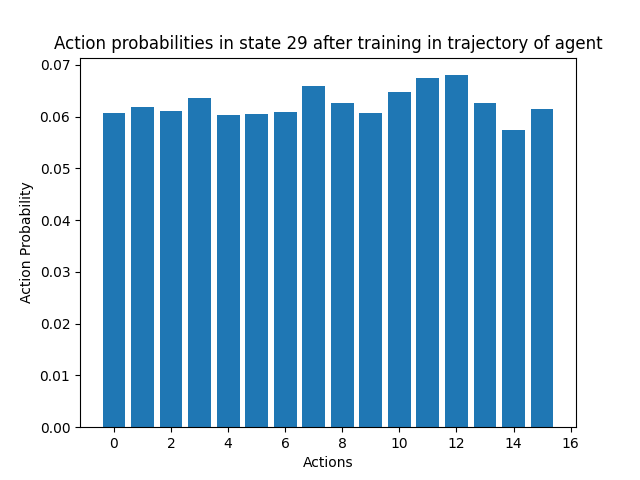 Action probabilities in state 29 after training in trajectory of agent
0.07
0.06
0.05
0.04
0.03
0.02
0.01
0.00
Action Probability
0 2 4 6 8 10 12 14 16
Actions